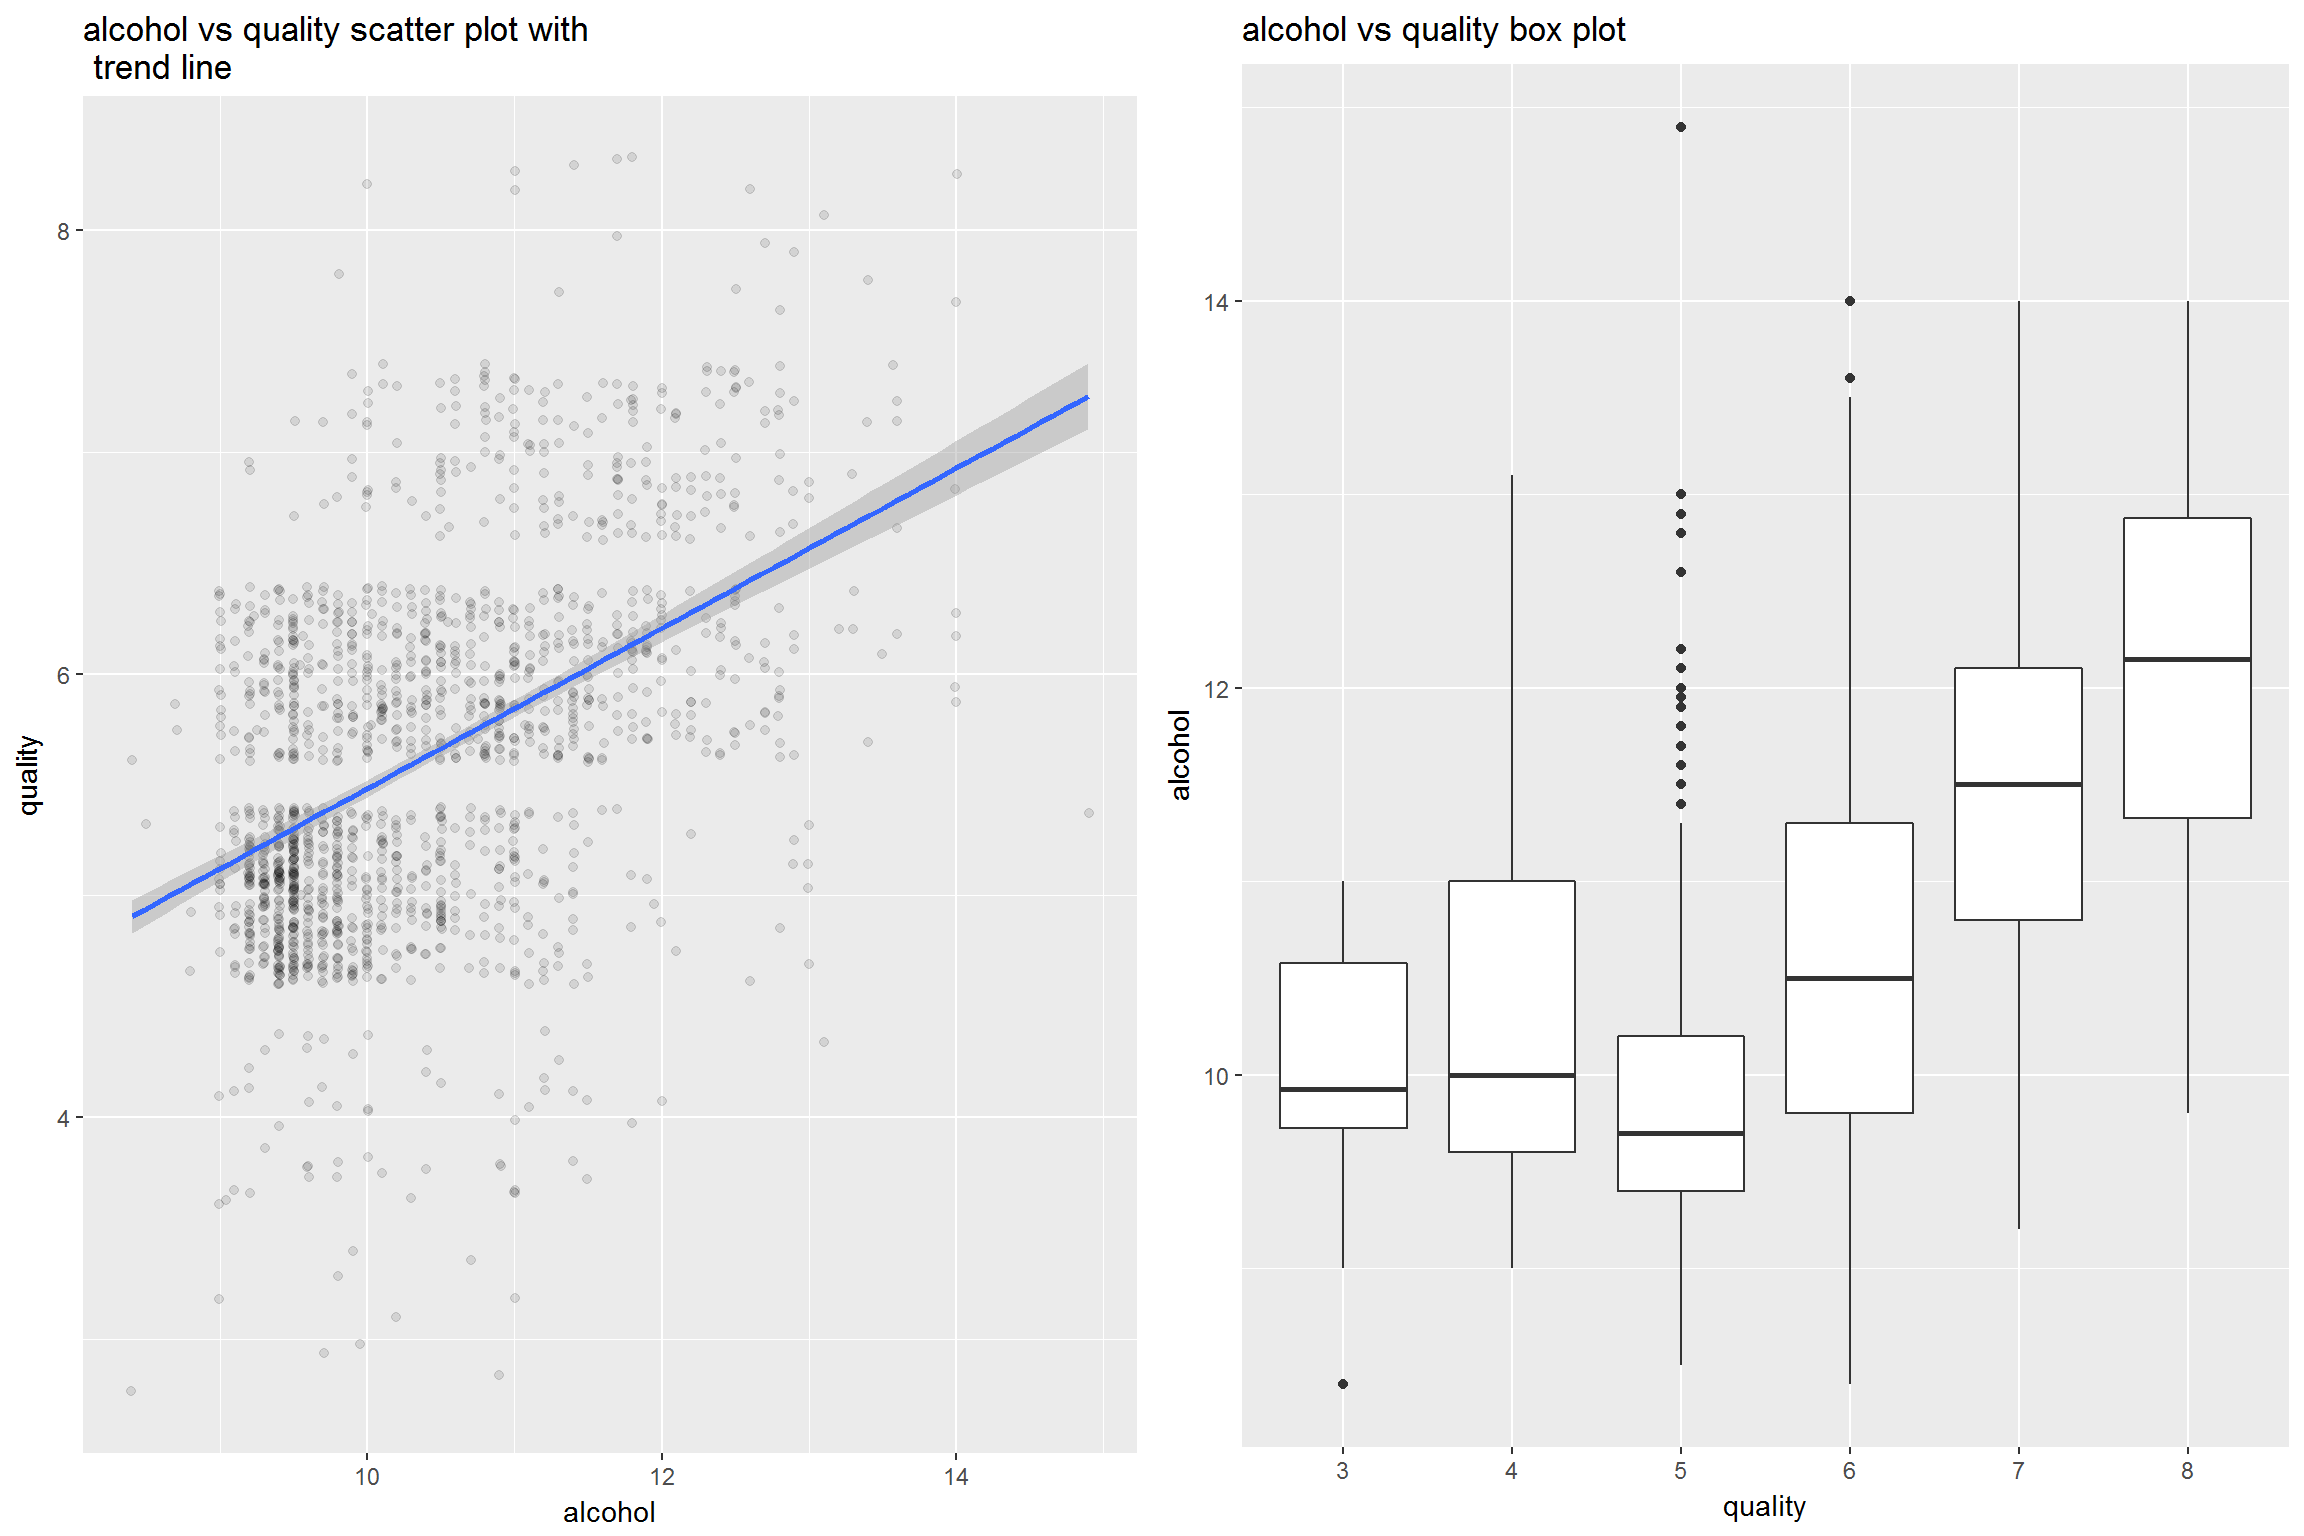 alcohol vs quality scatter plot with
trend line
8
6
4
quality
10 12 14
alcohol
alcohol vs quality box plot
14
12
10
alcohol
3 4 5 6 7 8
quality